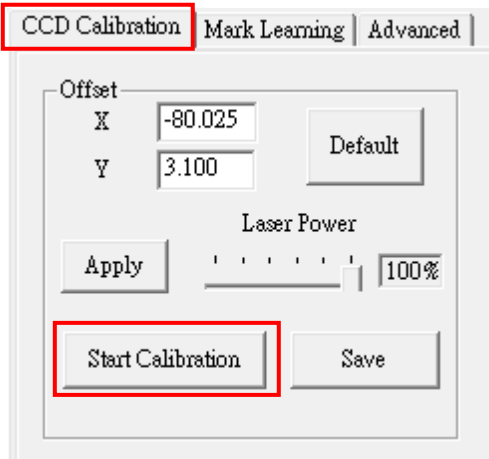 CCD Calibration Mark Learning Advanced
Offset
X -80.025
Default
Y 3.100
Laser Power
Apply 100%
Start Calibration Save